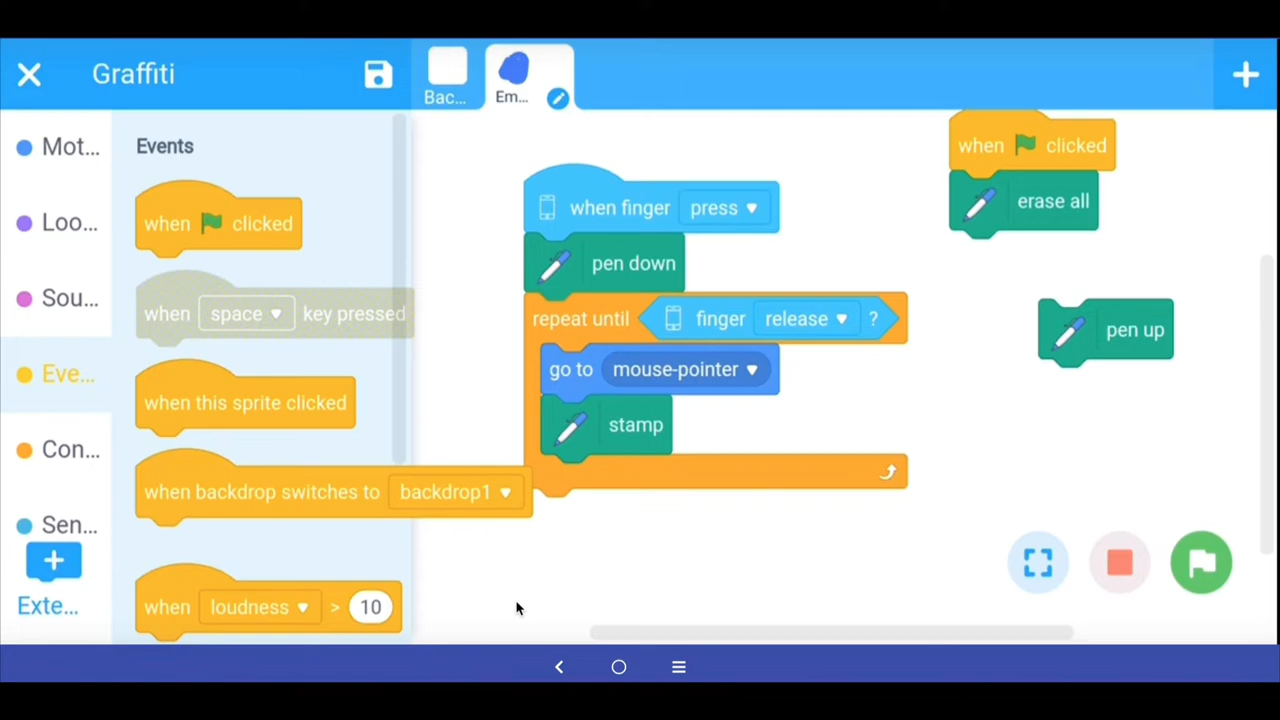 Graffiti
Bac...
Em...
Mot...
Loo...
Sou...
Eve...
Con...
Sen...
Exte...
Events
when clicked
when space key pressed
when this sprite clicked
when backdrop switches to backdrop1
when loudness > 10
when finger press
pen down
repeat until finger release ?
go to mouse-pointer
stamp
when clicked
erase all
pen up